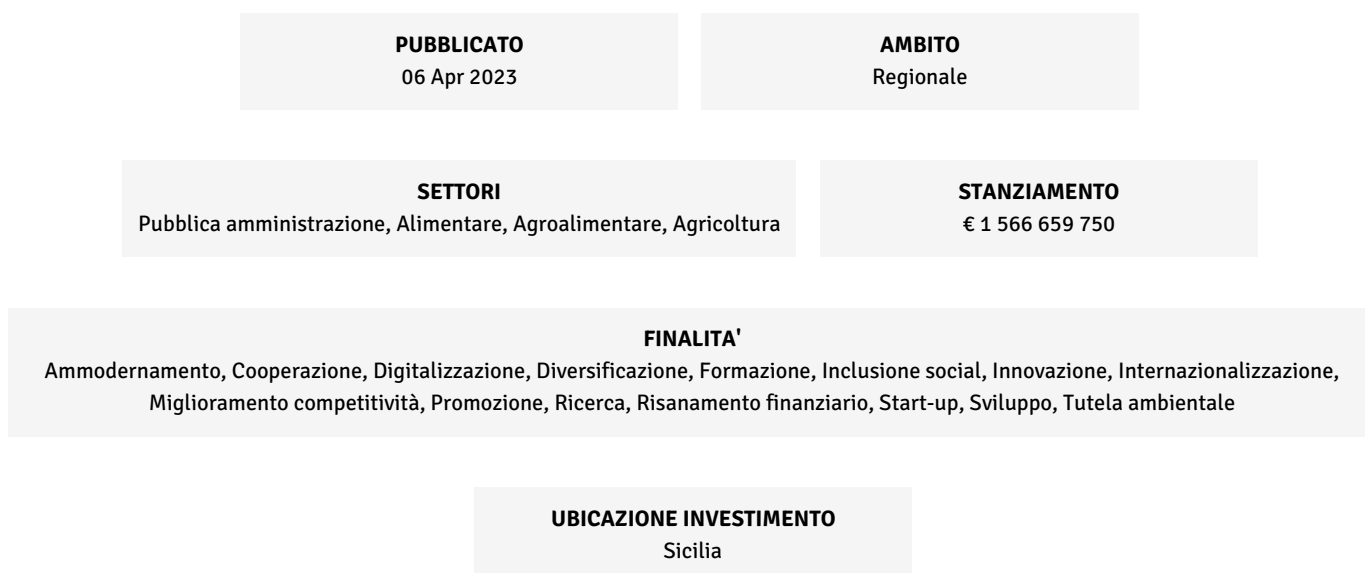 PUBBLICATO
06 Apr 2023
AMBITO
Regionale
SETTORI
Pubblica amministrazione, Alimentare, Agroalimentare, Agricoltura
STANZIAMENTO
€ 1 566 659 750
FINALITA'
Ammodernamento, Cooperazione, Digitalizzazione, Diversificazione, Formazione, Inclusione social, Innovazione, Internazionalizzazione,
Miglioramento competitività, Promozione, Ricerca, Risanamento finanziario, Start-up, Sviluppo, Tutela ambientale
UBICAZIONE INVESTIMENTO
Sicilia